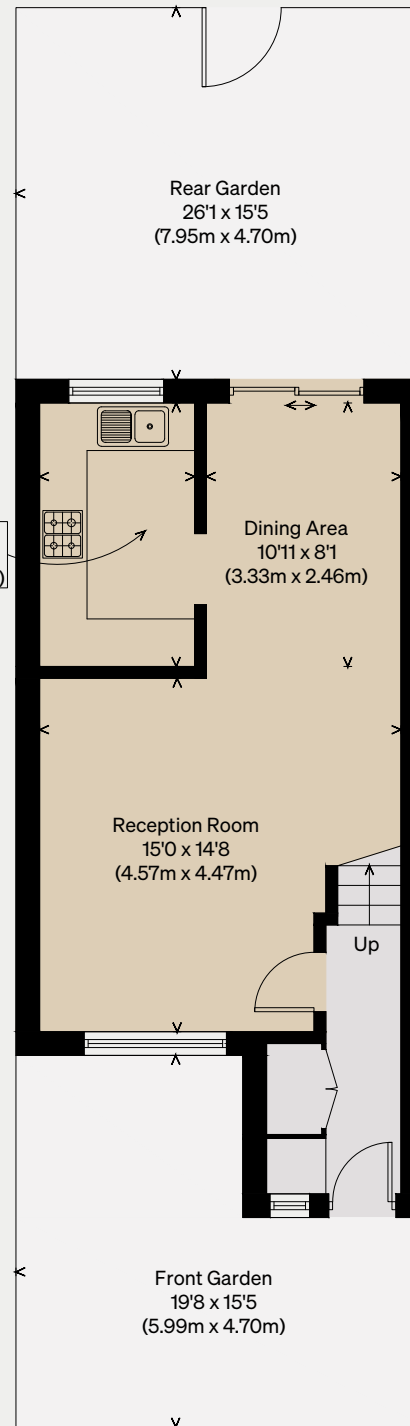 Rear Garden
26'1 x 15'5
(7.95m x 4.70m)
Dining Area
10'11 x 8'1
(3.33m x 2.46m)
)
Reception Room
15'0 x 14'8
(4.57m x 4.47m)
Up
Front Garden
19'8 x 15'5
(5.99m x 4.70m)